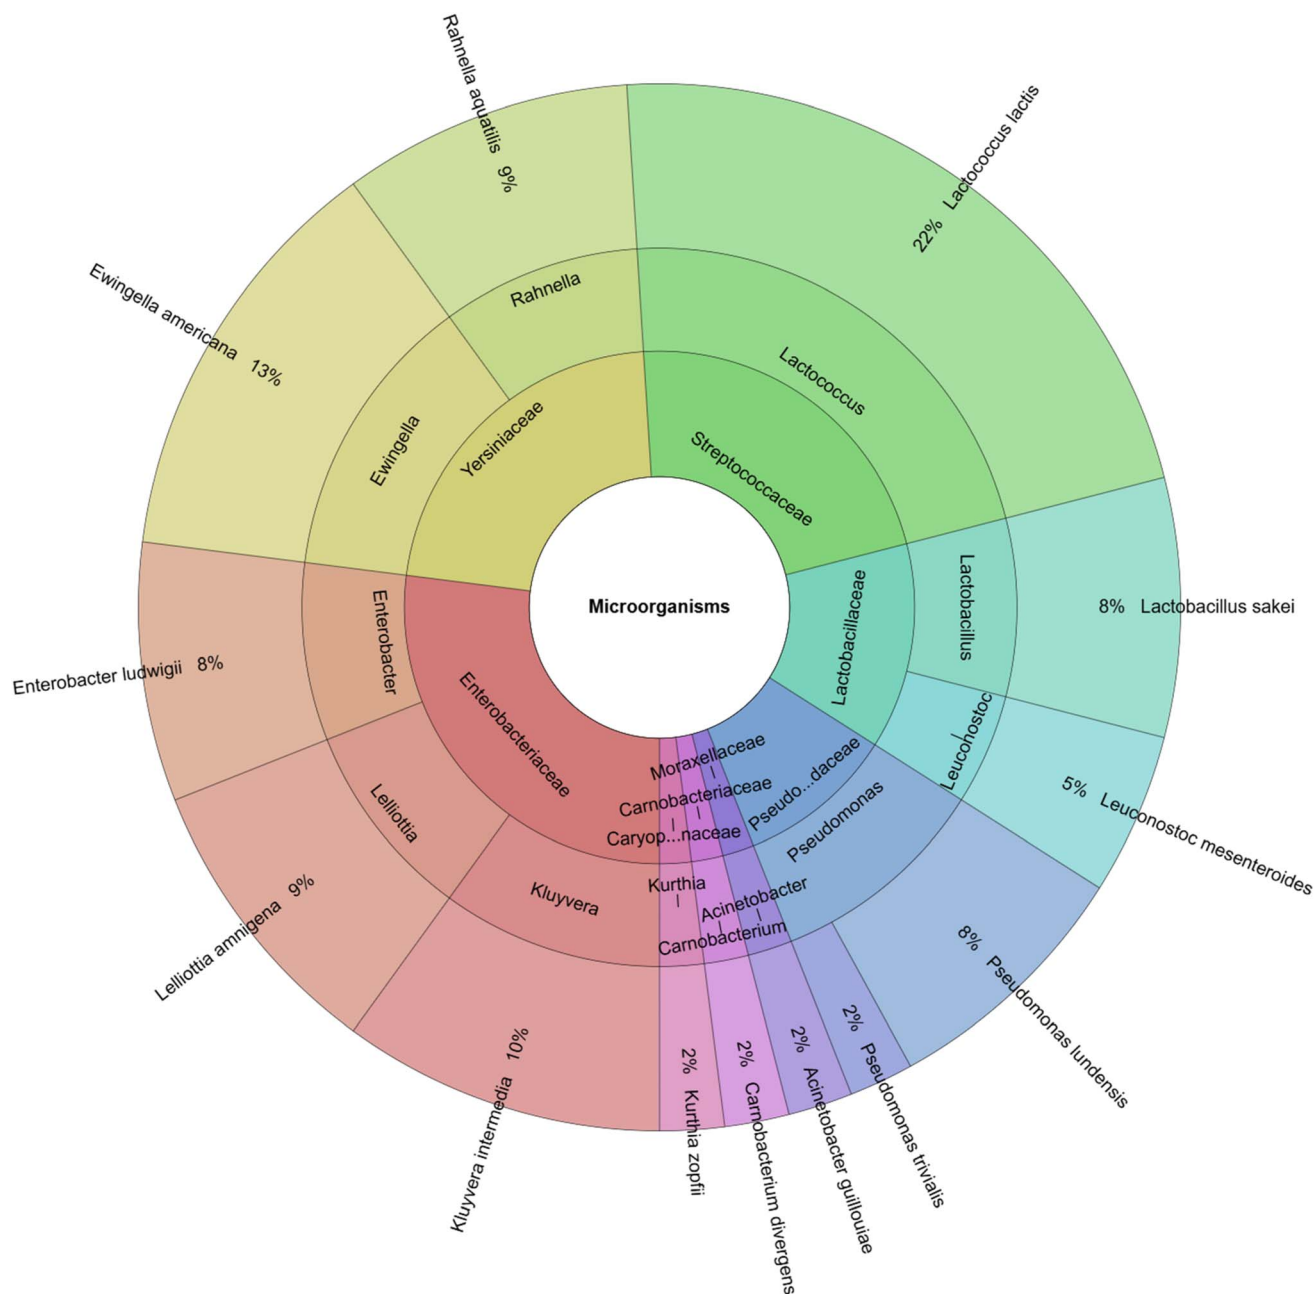 Microorganisms
Streptococcaceae
Lactococcus
22% Lactococcus lactis
Lactobacillaceae
Lactobacillus
8% Lactobacillus sakei
Leuconostoc
5% Leuconostoc mesenteroides
Pseudo...daceae
Pseudomonas
8% Pseudomonas lundensis
2% Pseudomonas trivialis
Moraxellaceae
Acinetobacter
2% Acinetobacter guillouiae
Carnobacteriaceae
Carnobacterium
2% Carnobacterium divergens
Caryop...naceae
Kurthia
2% Kurthia zopfii
Enterobacteriaceae
Kluyvera
Kluyvera intermedia 10%
Lelliottia
Lelliottia amnigena 9%
Enterobacter
Enterobacter ludwigii 8%
Yersiniaceae
Ewingella
Ewingella americana 13%
Rahnella
Rahnella aquatilis 9%